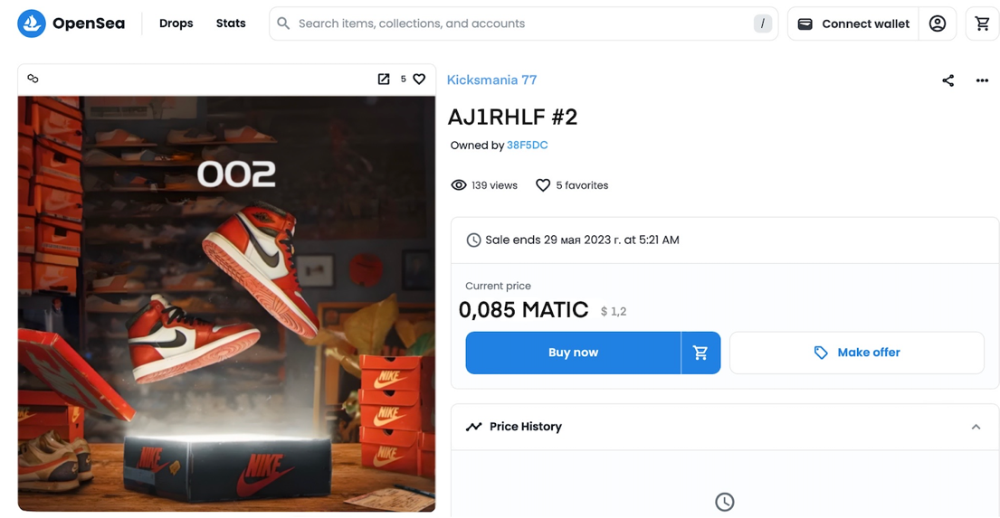 OpenSea
Drops
Stats
Search items, collections, and accounts
/
Connect wallet
5
Kicksmania 77
AJ1RHLF #2
Owned by 38F5DC
139 views
5 favorites
002
Sale ends 29 мая 2023 г. at 5:21 AM
Current price
0,085 MATIC $ 1,2
Buy now
Make offer
Price History
NIKE
NIKE
NIKE
NIKE
NIKE
NIKE